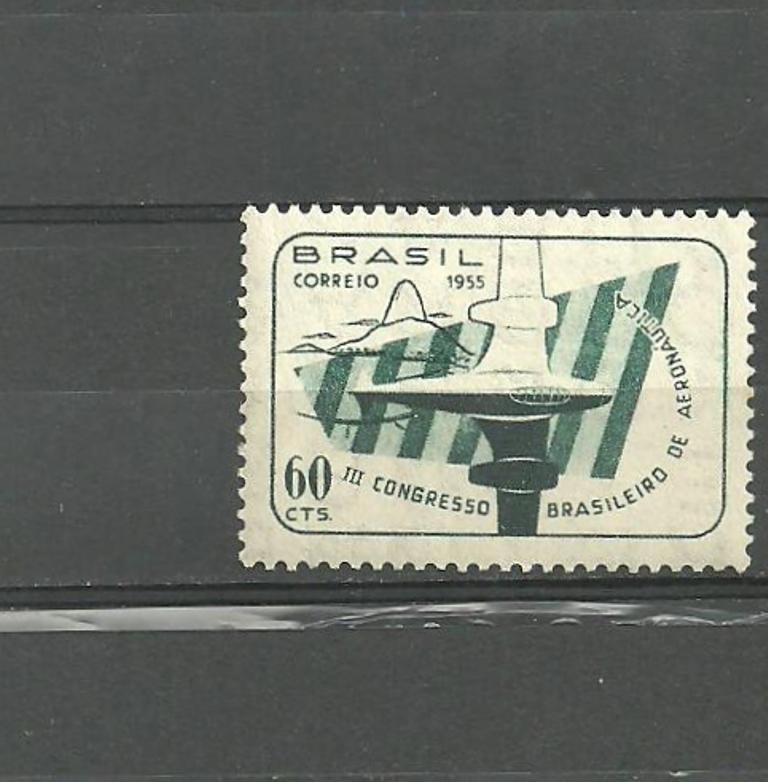 BRASIL
CORREIO 1955
60
CTS.
III CONGRESSO BRASILEIRO DE AERONÁUTICA